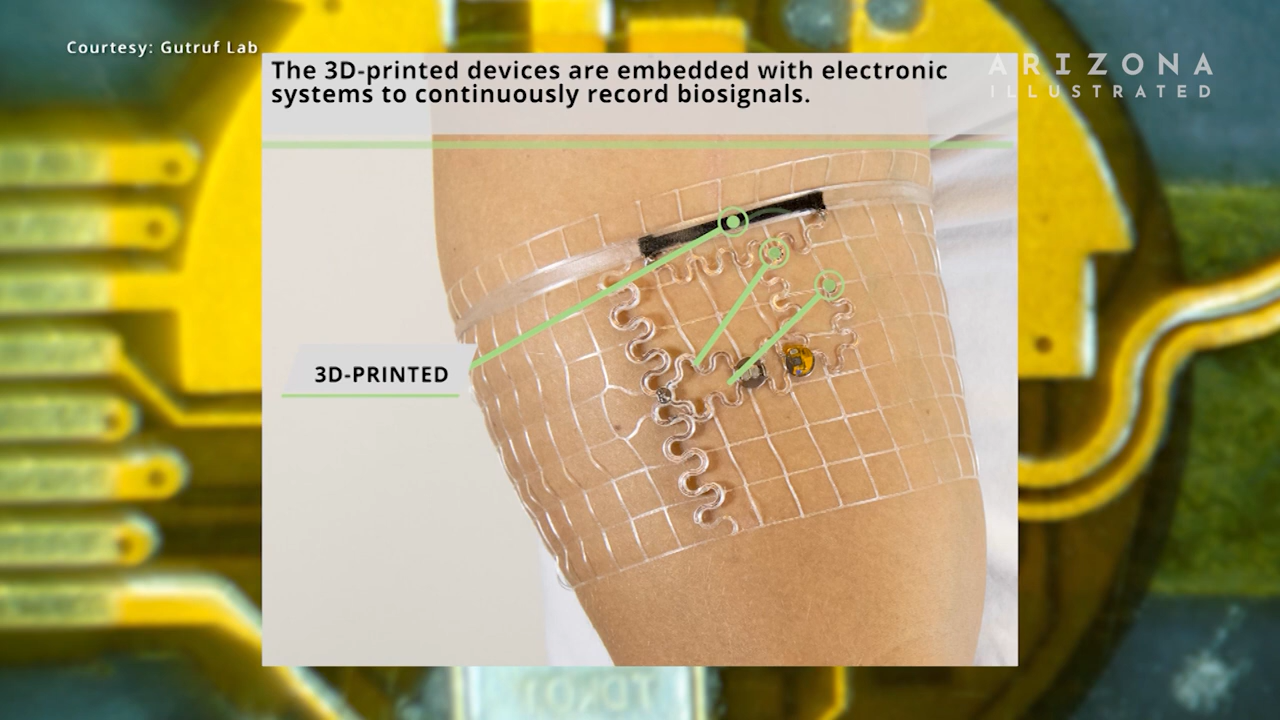 Courtesy: Gutruf Lab
ARIZONA
ILLUSTRATED
The 3D-printed devices are embedded with electronic
systems to continuously record biosignals.
3D-PRINTED